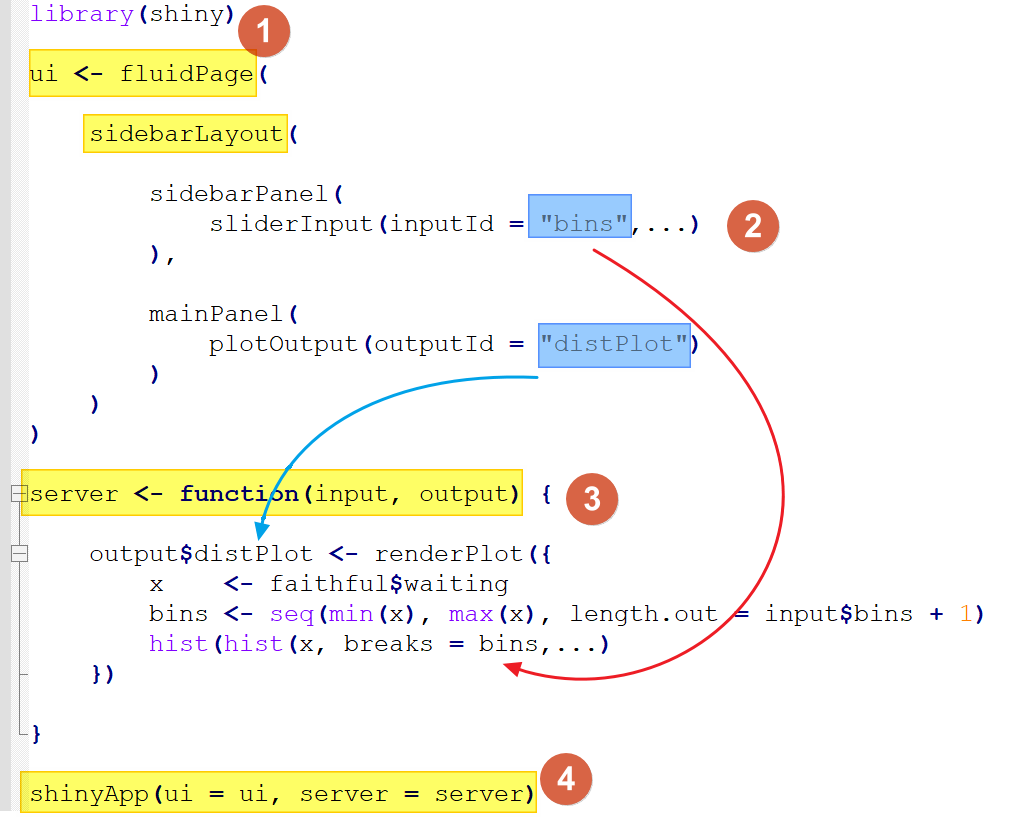 library(shiny)
1
ui <- fluidPage(
sidebarLayout(
sidebarPanel(
sliderInput(inputId = "bins",...)
2
),
mainPanel(
plotOutput(outputId = "distPlot")
)
)
)
server <- function(input, output) {
3
output$distPlot <- renderPlot({
x    <- faithful$waiting
bins <- seq(min(x), max(x), length.out = input$bins + 1)
hist(hist(x, breaks = bins,...)
})
}
shinyApp(ui = ui, server = server)
4